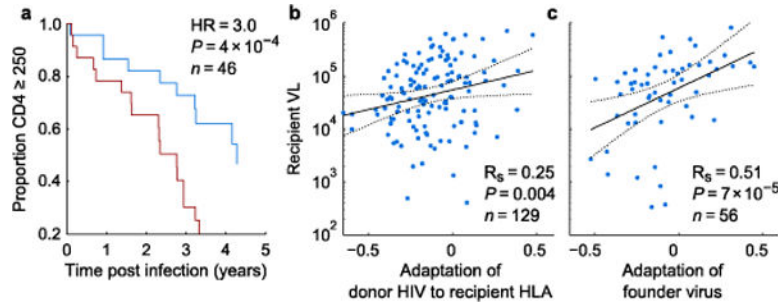 a
HR = 3.0
P = 4 × 10⁻⁴
n = 46
Proportion CD4 ≥ 250
1.0
0.8
0.6
0.4
0.2
0
1
2
3
4
5
Time post infection (years)
b
Recipient VL
10⁶
10⁵
10⁴
10³
10²
Rs = 0.25
P = 0.004
n = 129
−0.5
0
0.5
Adaptation of
donor HIV to recipient HLA
c
Rs = 0.51
P = 7 × 10⁻⁵
n = 56
−0.5
0
0.5
Adaptation of
founder virus